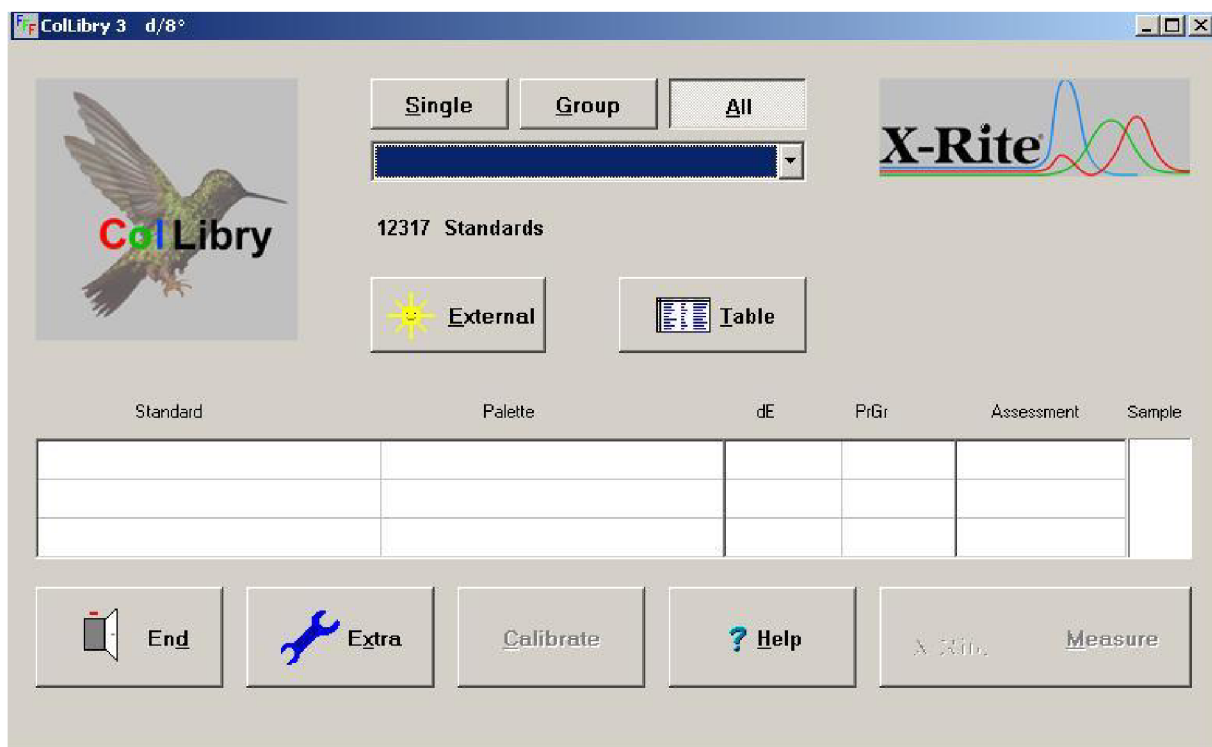 ColLibry 3 d/8°
Single Group All
ColLibry
X-Rite
12317 Standards
External Table
Standard Palette dE PrGr Assessment Sample
End Extra Calibrate ? Help X-Rite Measure